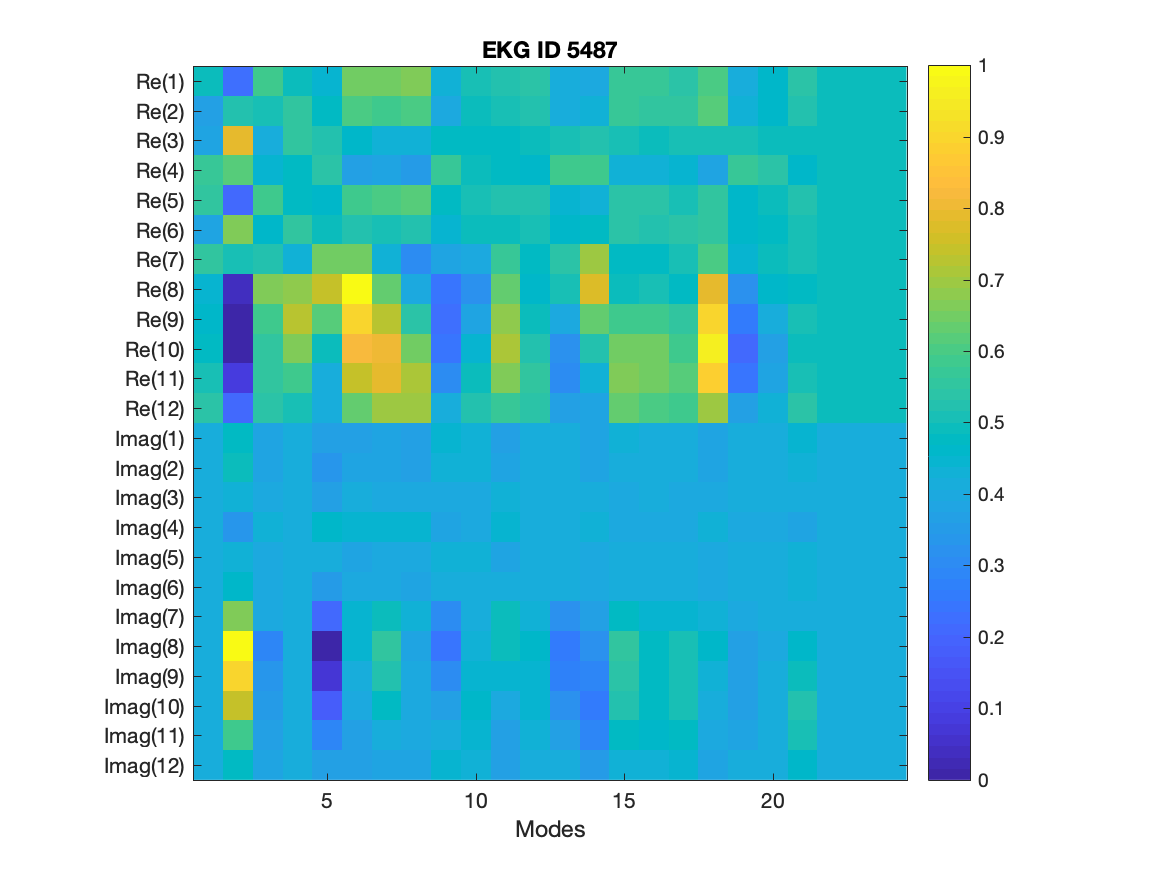 EKG ID 5487
Re(1)
Re(2)
Re(3)
Re(4)
Re(5)
Re(6)
Re(7)
Re(8)
Re(9)
Re(10)
Re(11)
Re(12)
Imag(1)
Imag(2)
Imag(3)
Imag(4)
Imag(5)
Imag(6)
Imag(7)
Imag(8)
Imag(9)
Imag(10)
Imag(11)
Imag(12)
5 10 15 20
Modes
1
0.9
0.8
0.7
0.6
0.5
0.4
0.3
0.2
0.1
0